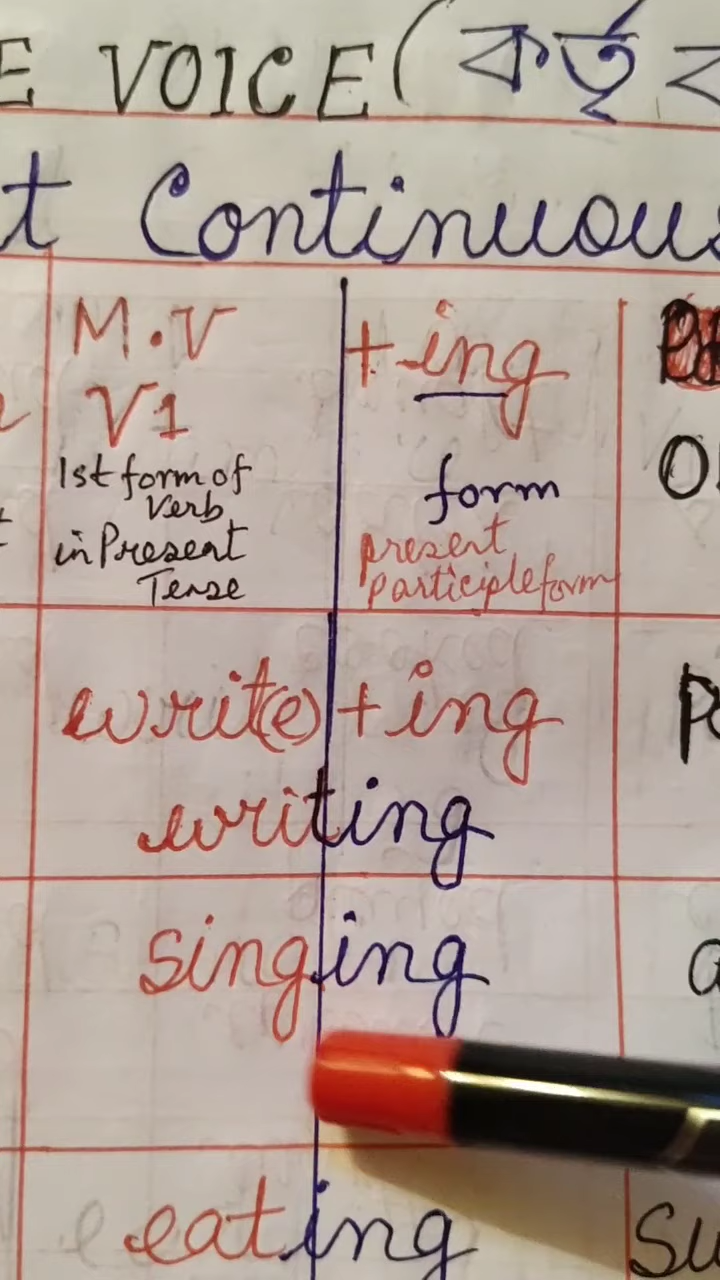 E VOICE ( কর্তৃ
t Continuous
M.V
+ing
V1
1st form of
Verb
in Present
Tense
form
present
participle form
writ(e) +ing
writing
singing
eating